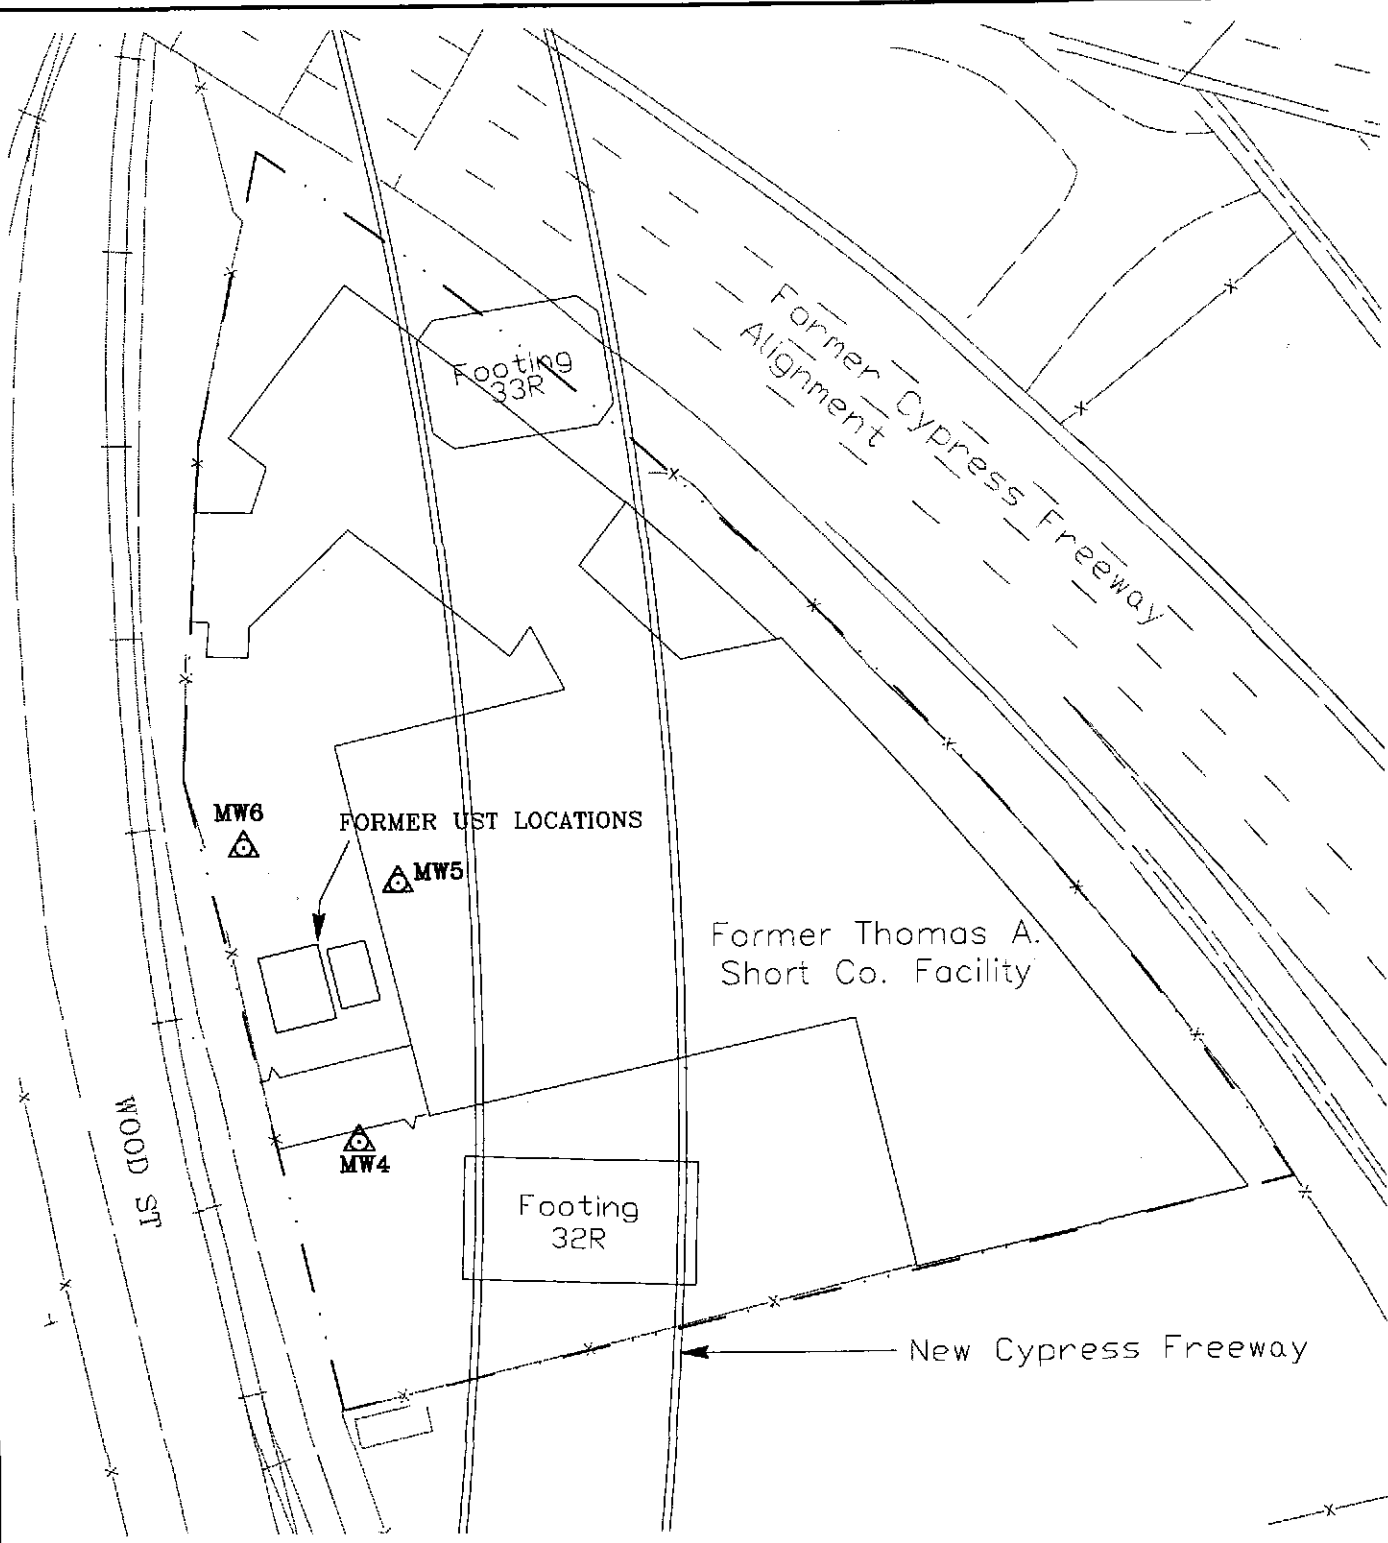 Footing
33R
Former Cypress Freeway
Alignment
MW6
FORMER UST LOCATIONS
MW5
Former Thomas A.
Short Co. Facility
WOOD ST
MW4
Footing
32R
New Cypress Freeway